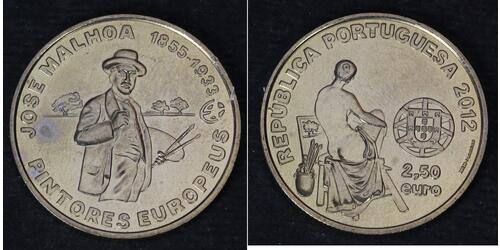 JOSÉ MALHOA 1855-1933
PINTORES EUROPEUS
REPÚBLICA PORTUGUESA 2012
2,50
euro